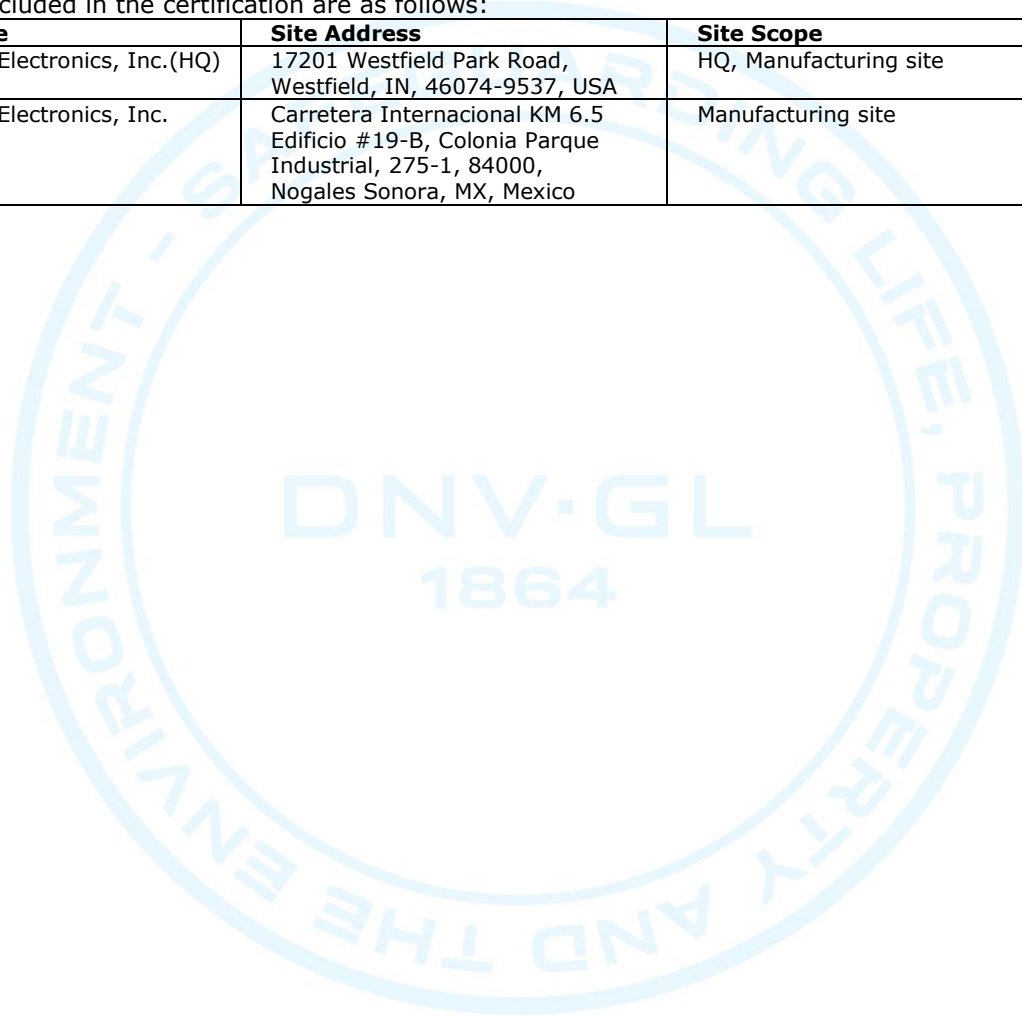 cluded in the certification are as follows:
e Site Address Site Scope
Electronics, Inc.(HQ) 17201 Westfield Park Road, HQ, Manufacturing site
Westfield, IN, 46074-9537, USA
Electronics, Inc. Carretera Internacional KM 6.5 Manufacturing site
Edificio #19-B, Colonia Parque
Industrial, 275-1, 84000,
Nogales Sonora, MX, Mexico
SAFEGUARDING LIFE, PROPERTY AND THE ENVIRONMENT -
DNV·GL
1864